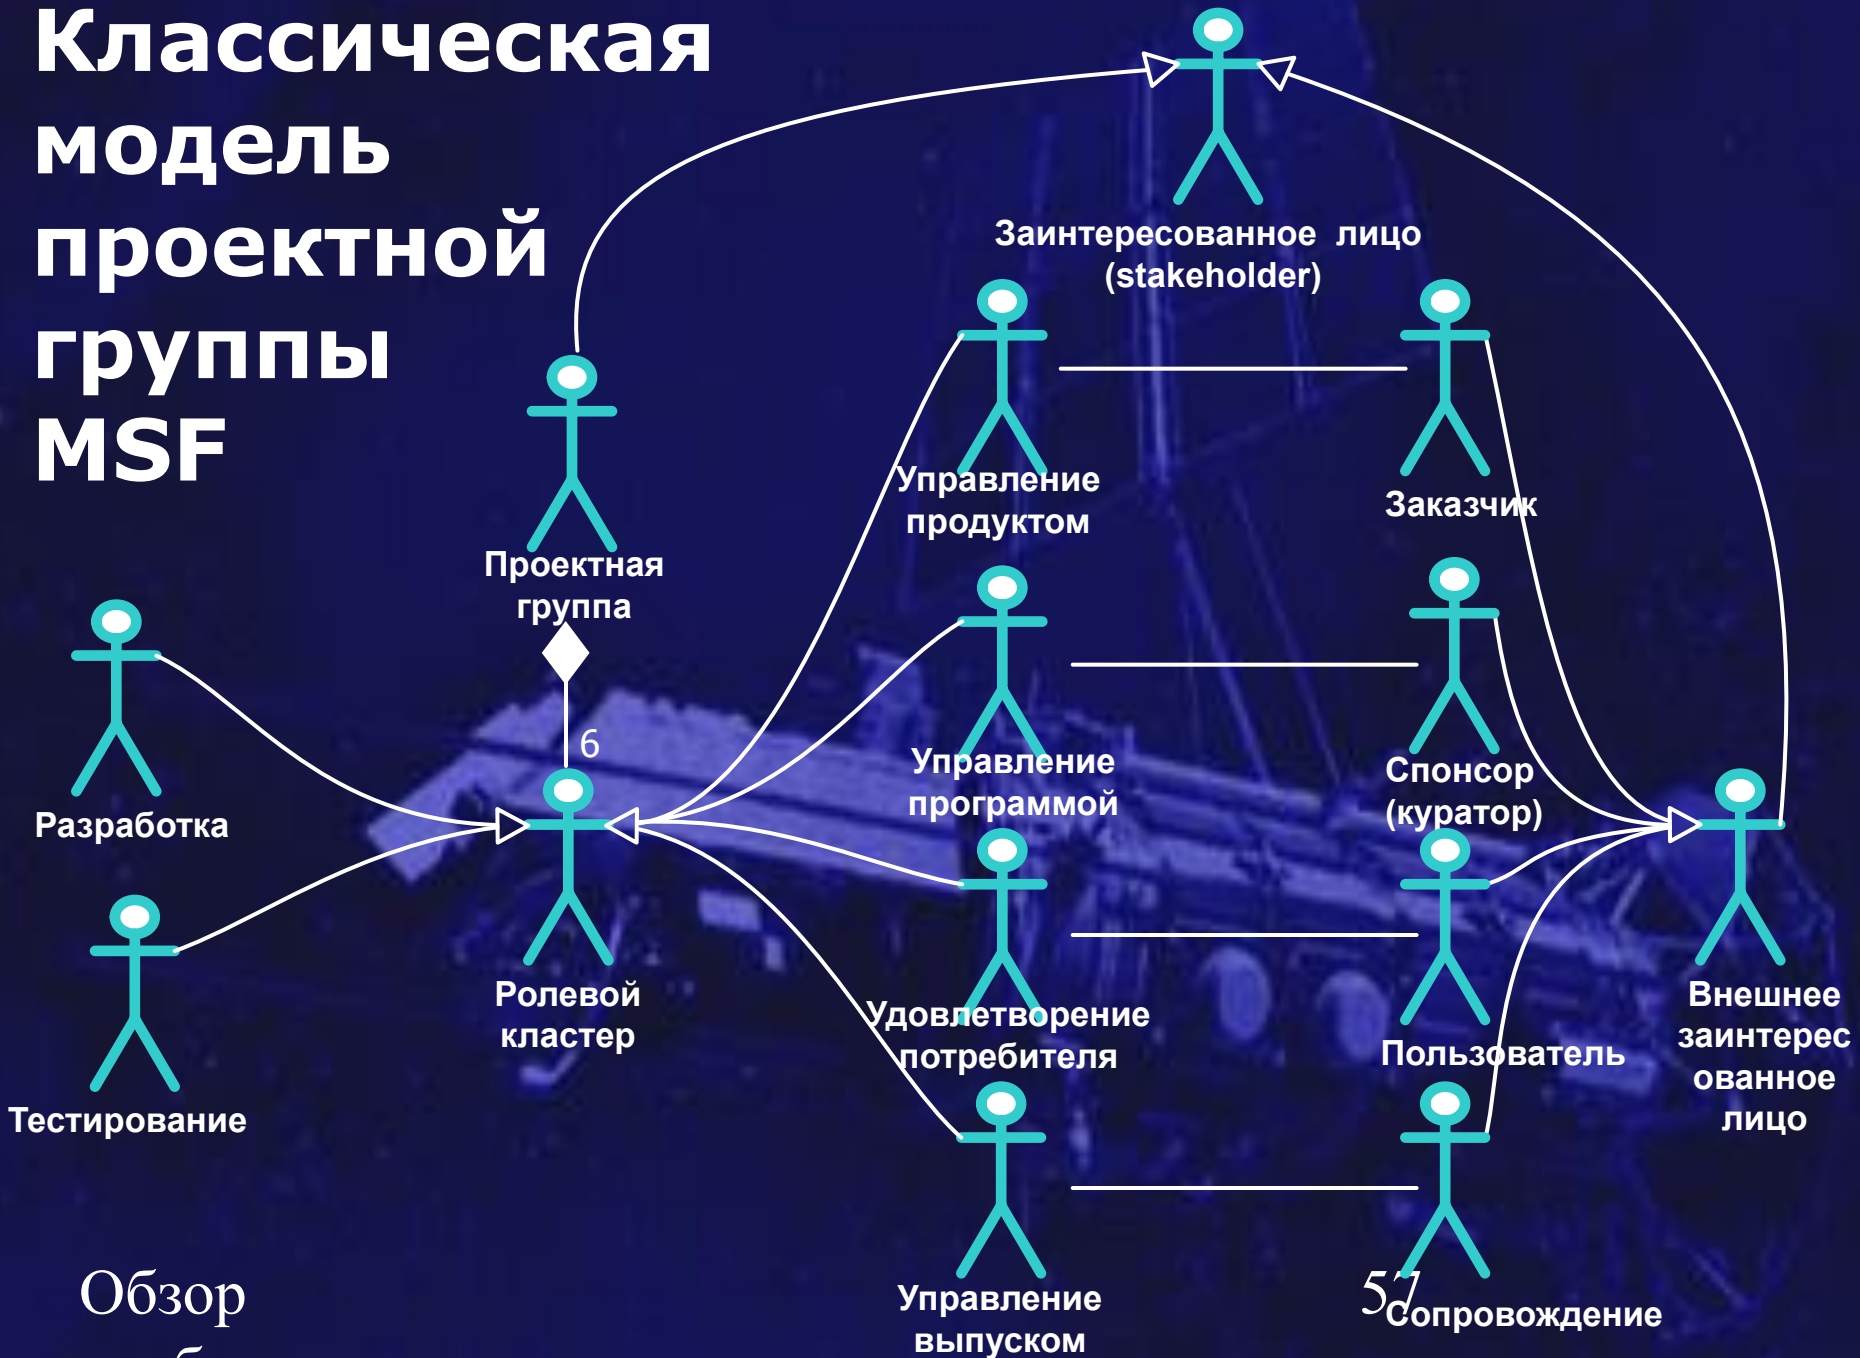 Классическая
модель
проектной
группы
MSF
Заинтересованное лицо
(stakeholder)
Управление
продуктом
Заказчик
Проектная
группа
6
Управление
программой
Спонсор
(куратор)
Разработка
Ролевой
кластер
Удовлетворение
потребителя
Пользователь
Внешнее
заинтерес
ованное
лицо
Тестирование
Управление
выпуском
Сопровождение
Обзор
57